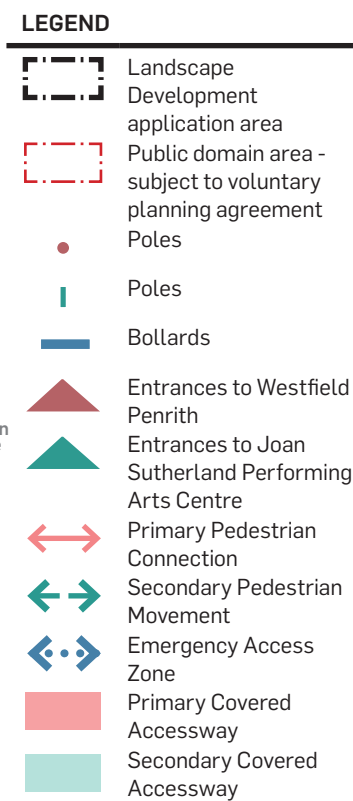 LEGEND
Landscape
Development
application area
Public domain area -
subject to voluntary
planning agreement
Poles
Poles
Bollards
Entrances to Westfield
Penrith
Entrances to Joan
Sutherland Performing
Arts Centre
Primary Pedestrian
Connection
Secondary Pedestrian
Movement
Emergency Access
Zone
Primary Covered
Accessway
Secondary Covered
Accessway